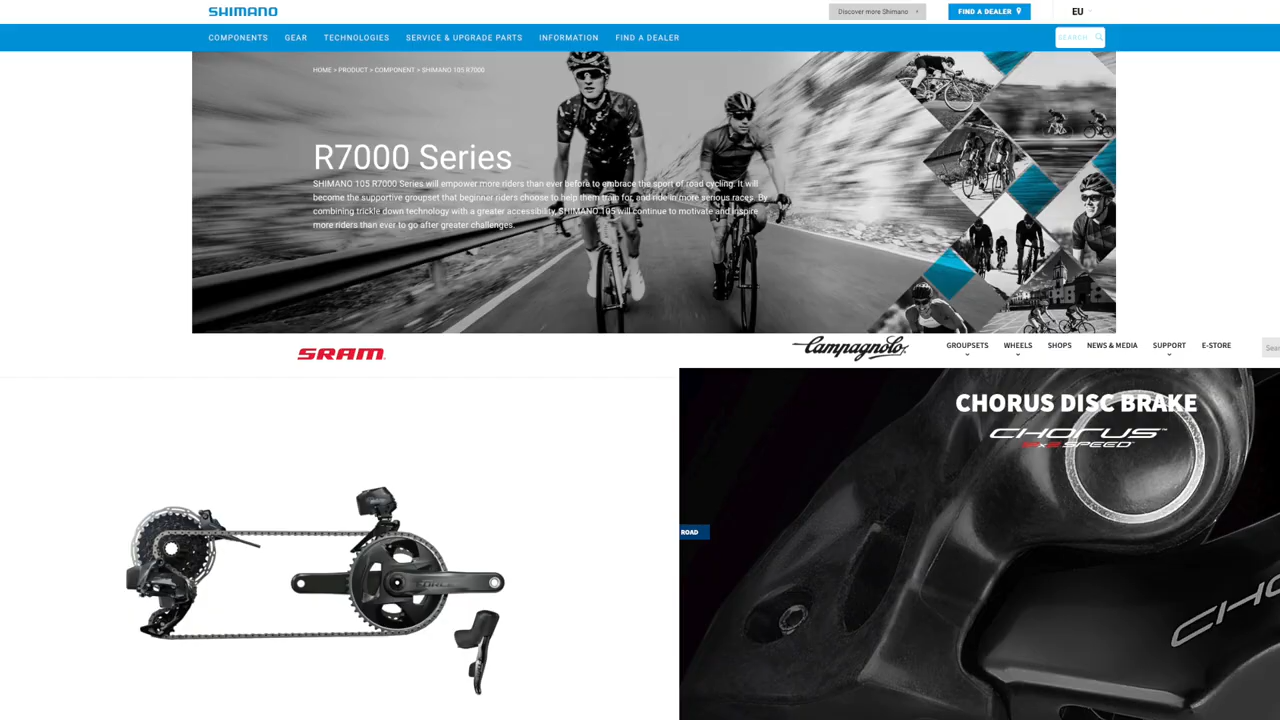 SHIMANO
Discover more Shimano
FIND A DEALER
EU
COMPONENTS GEAR TECHNOLOGIES SERVICE & UPGRADE PARTS INFORMATION FIND A DEALER
SEARCH
HOME > PRODUCT > COMPONENT > SHIMANO 105 R7000
R7000 Series
SHIMANO 105 R7000 Series will empower more riders than ever before to embrace the sport of road cycling. It will
become the supportive groupset that beginner riders choose to help them train for, and ride in more serious races. By
combining trickle down technology with a greater accessibility, SHIMANO 105 will continue to motivate and inspire
more riders than ever to go after greater challenges.
SRAM
Campagnolo
GROUPSETS WHEELS SHOPS NEWS & MEDIA SUPPORT E-STORE
Sear
CHORUS DISC BRAKE
CHORUS™
SPEED
ROAD
FORCE
CHO